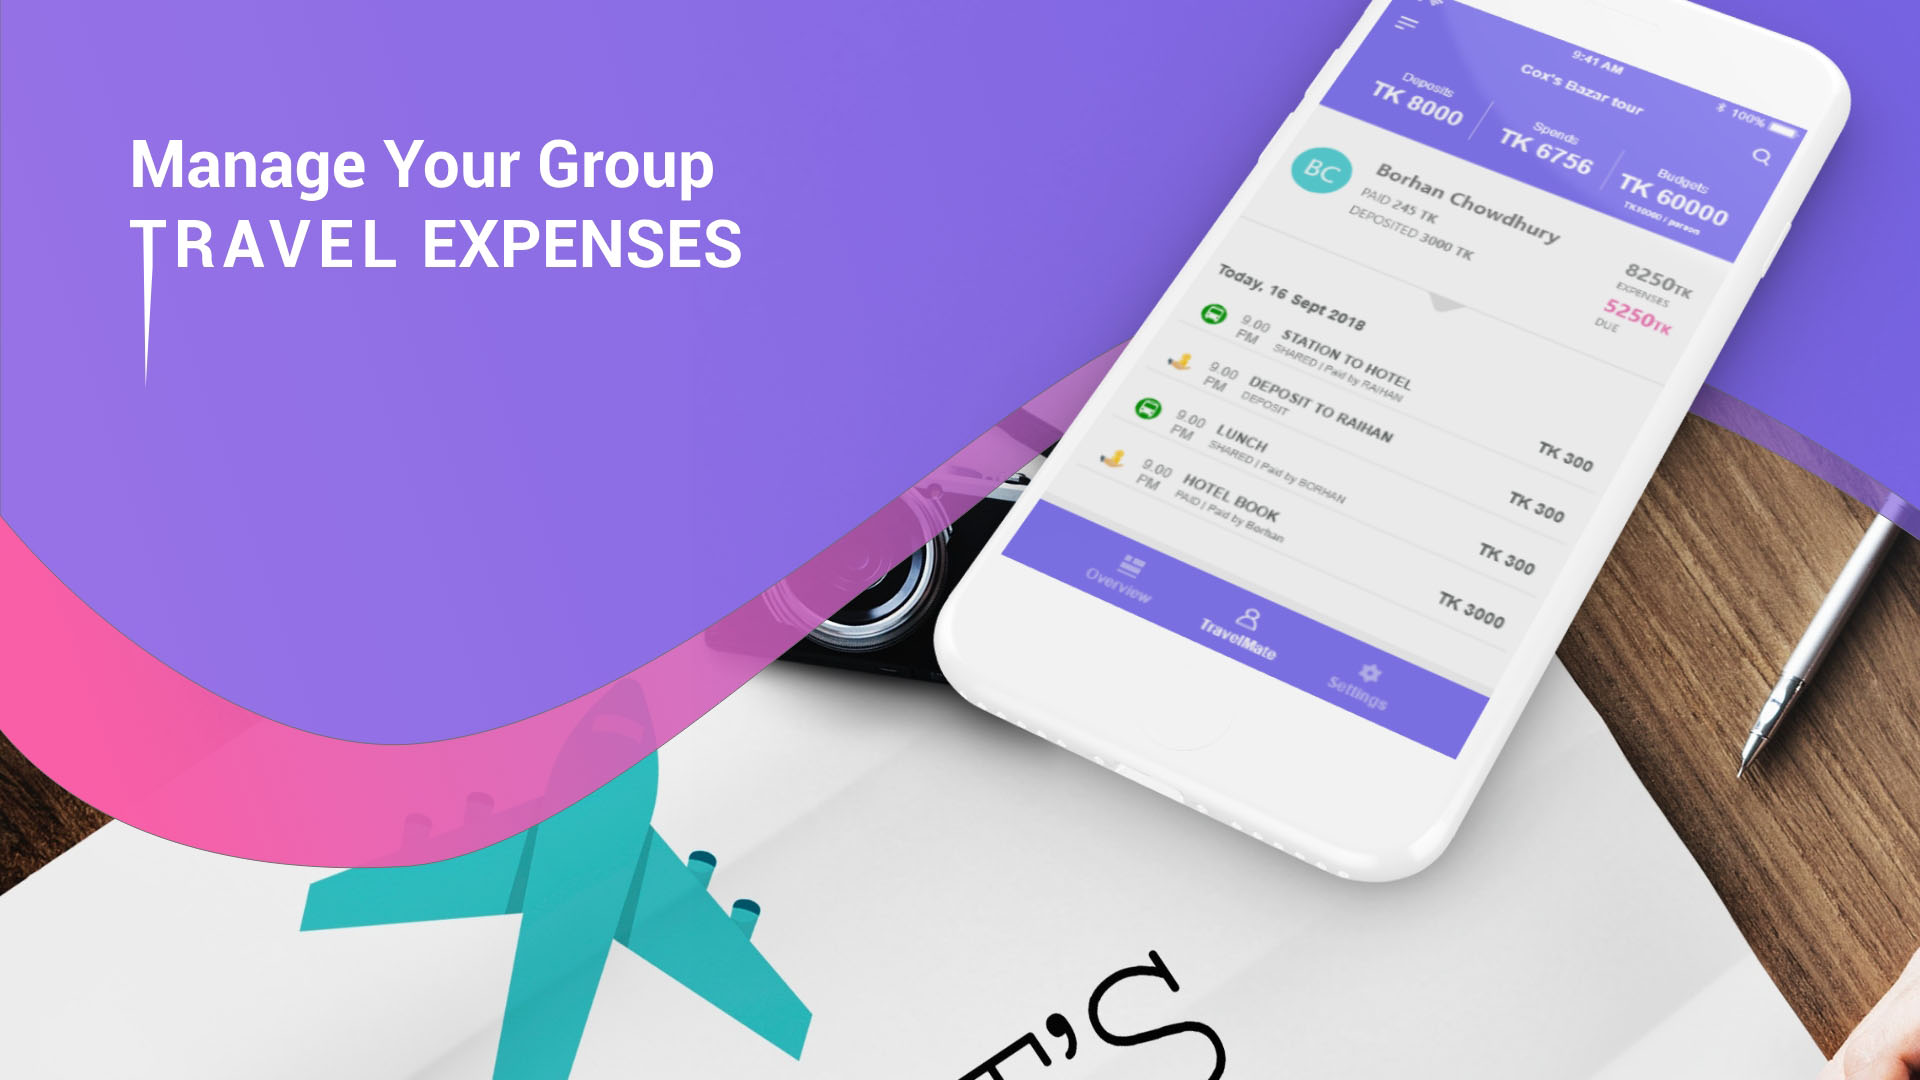 Manage Your Group
TRAVEL EXPENSES
9:41 AM
100%
Cox's Bazar tour
Deposits
TK 8000
Spends
TK 6756
Budgets
TK 60000
BC
Borhan Chowdhury
PAID 245 TK
DEPOSITED 3000 TK
8250TK
EXPENSES
5250TK
DUE
Today, 16 Sept 2018
9.00 PM
STATION TO HOTEL
SHARED | Paid by RAIHAN
TK 300
9.00 PM
DEPOSIT TO RAIHAN
DEPOSIT
TK 300
9.00 PM
LUNCH
SHARED | Paid by BORHAN
TK 300
9.00 PM
HOTEL BOOK
PAID | Paid by Borhan
TK 3000
Overview
TravelMate
Settings
T'S